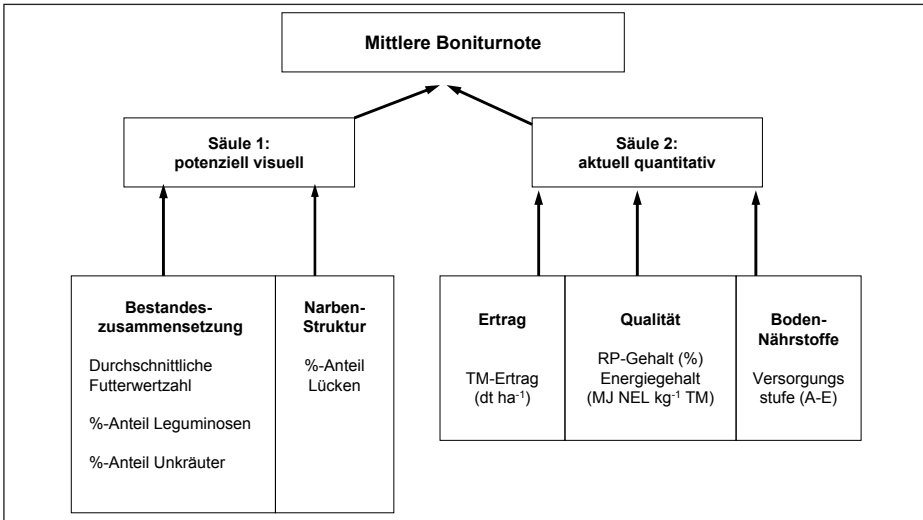 Mittlere Boniturnote
Säule 1:
potenziell visuell
Säule 2:
aktuell quantitativ
Bestandes-
zusammensetzung
Durchschnittliche
Futterwertzahl
%-Anteil Leguminosen
%-Anteil Unkräuter
Narben-
Struktur
%-Anteil
Lücken
Ertrag
TM-Ertrag
(dt ha⁻¹)
Qualität
RP-Gehalt (%)
Energiegehalt
(MJ NEL kg⁻¹ TM)
Boden-
Nährstoffe
Versorgungs
stufe (A-E)